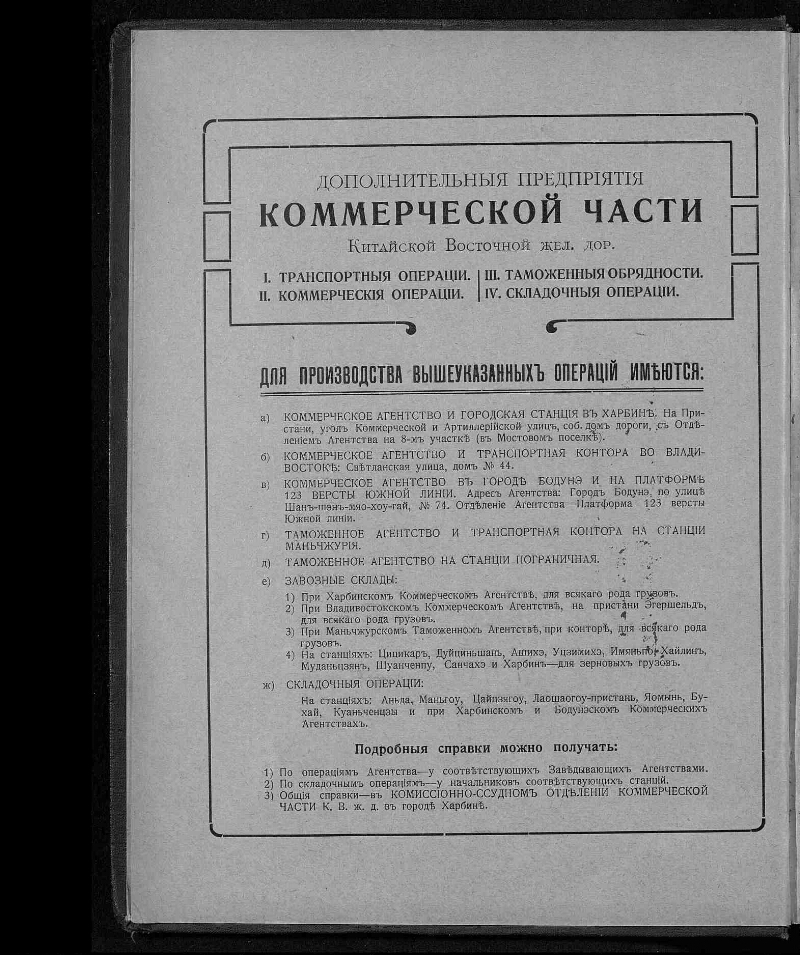 ДОПОЛНИТЕЛЬНЫЯ ПРЕДПРІЯТІЯ
КОММЕРЧЕСКОЙ ЧАСТИ
Китайской Восточной жел. дор.
I. ТРАНСПОРТНЫЯ ОПЕРАЦІИ.
II. КОММЕРЧЕСКІЯ ОПЕРАЦІИ.
III. ТАМОЖЕННЫЯ ОБРЯДНОСТИ.
IV. СКЛАДОЧНЫЯ ОПЕРАЦІИ.
ДЛЯ ПРОИЗВОДСТВА ВЫШЕУКАЗАННЫХЪ ОПЕРАЦІЙ ИМѢЮТСЯ:
а) КОММЕРЧЕСКОЕ АГЕНТСТВО И ГОРОДСКАЯ СТАНЦІЯ ВЪ ХАРБИНѢ. На При-
стани, уголъ Коммерческой и Артиллерійской улицъ, соб. домъ дороги, съ Отдѣ-
леніемъ Агентства на 8-мъ участкѣ (въ Мостовомъ поселкѣ).
б) КОММЕРЧЕСКОЕ АГЕНТСТВО И ТРАНСПОРТНАЯ КОНТОРА ВО ВЛАДИ-
ВОСТОКѢ: Свѣтланская улица, домъ № 44.
в) КОММЕРЧЕСКОЕ АГЕНТСТВО ВЪ ГОРОДѢ БОДУНЭ И НА ПЛАТФОРМѢ
123 ВЕРСТЫ ЮЖНОЙ ЛИНІИ. Адресъ Агентства: Городъ Бодунэ, по улицѣ
Шанъ-шэнъ-мяо-хоу-тай, № 74. Отдѣленіе Агентства Платформа 123 версты
Южной линіи.
г) ТАМОЖЕННОЕ АГЕНТСТВО И ТРАНСПОРТНАЯ КОНТОРА НА СТАНЦІИ
МАНЬЧЖУРІЯ.
д) ТАМОЖЕННОЕ АГЕНТСТВО НА СТАНЦІИ ПОГРАНИЧНАЯ.
е) ЗАВОЗНЫЕ СКЛАДЫ:
1) При Харбинскомъ Коммерческомъ Агентствѣ, для всякаго рода грузовъ.
2) При Владивостокскомъ Коммерческомъ Агентствѣ, на пристани Эгершельдъ,
для всякаго рода грузовъ.
3) При Маньчжурскомъ Таможенномъ Агентствѣ, при конторѣ, для всякаго рода
грузовъ.
4) На станціяхъ: Цицикаръ, Дуйциньшань, Ашихэ, Уцзимихэ, Имяньпо, Хайлинъ,
Муданьцзянъ, Шуанченпу, Санчахэ и Харбинъ—для зерновыхъ грузовъ.
ж) СКЛАДОЧНЫЯ ОПЕРАЦІИ:
На станціяхъ: Аньда, Маньгоу, Цайцзягоу, Лаошаогоу-пристань, Яомынь, Бу-
хай, Куаньченцзы и при Харбинскомъ и Бодунэскомъ Коммерческихъ
Агентствахъ.
Подробныя справки можно получать:
1) По операціямъ Агентства—у соотвѣтствующихъ Завѣдывающихъ Агентствами.
2) По складочнымъ операціямъ—у начальниковъ соотвѣтствующихъ станцій.
3) Общія справки—въ КОМИССІОННО-ССУДНОМЪ ОТДѢЛЕНІИ КОММЕРЧЕСКОЙ
ЧАСТИ К. В. ж. д. въ городѣ Харбинѣ.